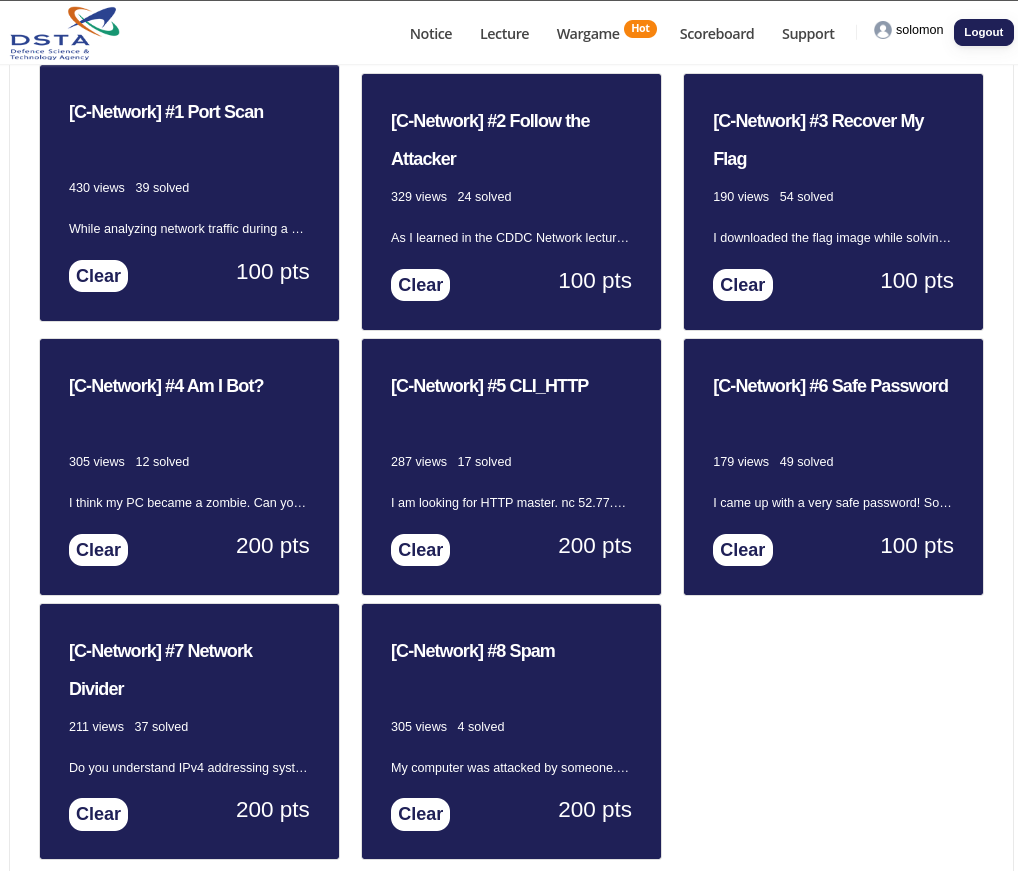 DSTA
Defence Science &
Technology Agency
Notice
Lecture
Wargame
Hot
Scoreboard
Support
solomon
Logout
[C-Network] #1 Port Scan
430 views 39 solved
While analyzing network traffic during a …
Clear
100 pts
[C-Network] #2 Follow the
Attacker
329 views 24 solved
As I learned in the CDDC Network lectur…
Clear
100 pts
[C-Network] #3 Recover My
Flag
190 views 54 solved
I downloaded the flag image while solvin…
Clear
100 pts
[C-Network] #4 Am I Bot?
305 views 12 solved
I think my PC became a zombie. Can yo…
Clear
200 pts
[C-Network] #5 CLI_HTTP
287 views 17 solved
I am looking for HTTP master. nc 52.77.…
Clear
200 pts
[C-Network] #6 Safe Password
179 views 49 solved
I came up with a very safe password! So…
Clear
100 pts
[C-Network] #7 Network
Divider
211 views 37 solved
Do you understand IPv4 addressing syst…
Clear
200 pts
[C-Network] #8 Spam
305 views 4 solved
My computer was attacked by someone.…
Clear
200 pts